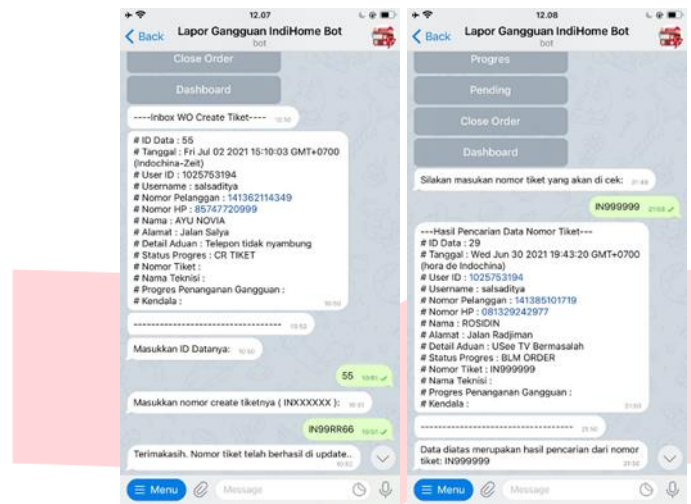 12.07
Back
Lapor Gangguan IndiHome Bot
bot
Close Order
Dashboard
----Inbox WO Create Tiket----
# ID Data : 55
# Tanggal : Fri Jul 02 2021 15:10:03 GMT+0700
(Indochina-Zeit)
# User ID : 1025753194
# Username : salsaditya
# Nomor Pelanggan : 141362114349
# Nomor HP : 85747720999
# Nama : AYU NOVIA
# Alamat : Jalan Salya
# Detail Aduan : Telepon tidak nyambung
# Status Progres : CR TIKET
# Nomor Tiket :
# Nama Teknisi :
# Progres Penanganan Gangguan :
# Kendala :
----------------------------------
Masukkan ID Datanya:
55
Masukkan nomor create tiketnya ( INXXXXXX ):
IN99RR66
Terimakasih. Nomor tiket telah berhasil di update..
Menu
Message
12.08
Back
Lapor Gangguan IndiHome Bot
bot
Progres
Pending
Close Order
Dashboard
Silakan masukan nomor tiket yang akan di cek:
IN999999
---Hasil Pencarian Data Nomor Tiket---
# ID Data : 29
# Tanggal : Wed Jun 30 2021 19:43:20 GMT+0700
(hora de Indochina)
# User ID : 1025753194
# Username : salsaditya
# Nomor Pelanggan : 141385101719
# Nomor HP : 081329242977
# Nama : ROSIDIN
# Alamat : Jalan Radjiman
# Detail Aduan : USee TV Bermasalah
# Status Progres : BLM ORDER
# Nomor Tiket : IN999999
# Nama Teknisi :
# Progres Penanganan Gangguan :
# Kendala :
-----------------------------------
Data diatas merupakan hasil pencarian dari nomor
tiket: IN999999
Menu
Message